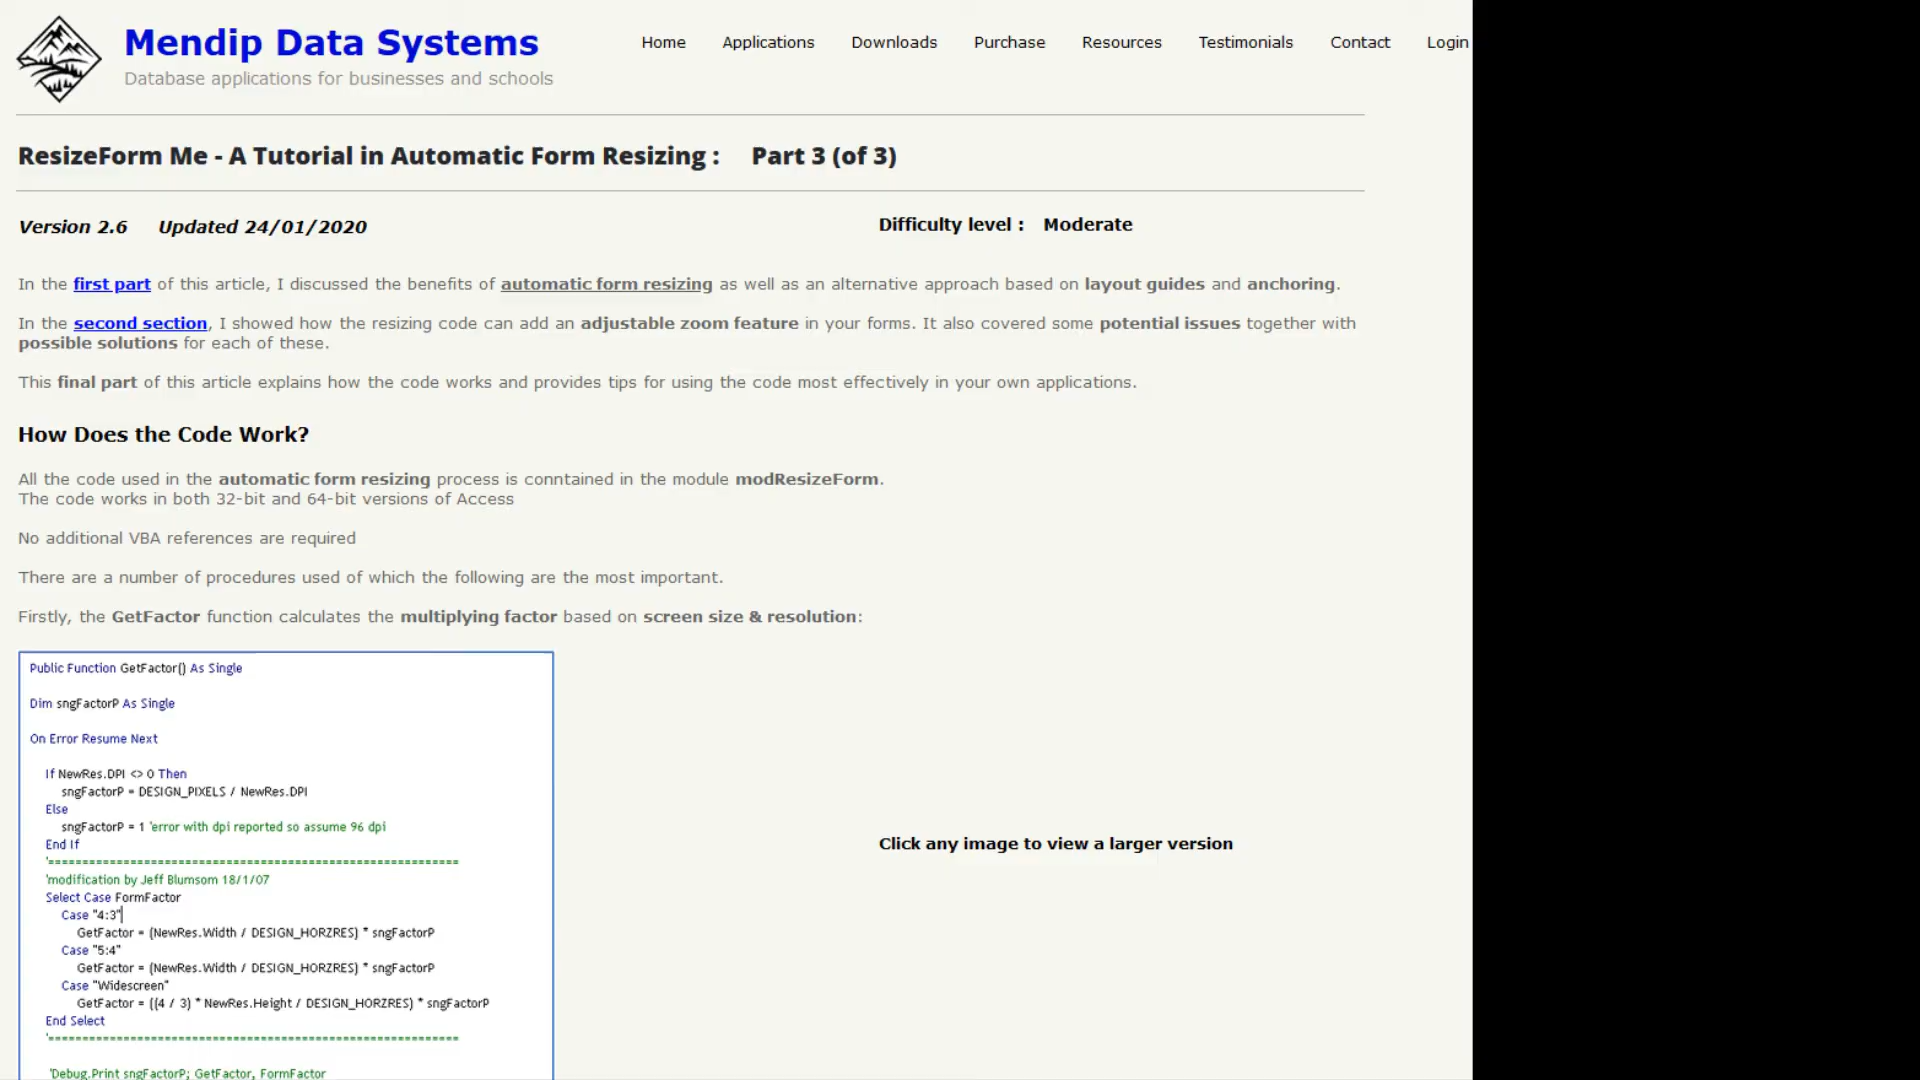 Mendip Data Systems
Database applications for businesses and schools
Home Applications Downloads Purchase Resources Testimonials Contact Login
ResizeForm Me - A Tutorial in Automatic Form Resizing : Part 3 (of 3)
Version 2.6 Updated 24/01/2020
Difficulty level : Moderate
In the first part of this article, I discussed the benefits of automatic form resizing as well as an alternative approach based on layout guides and anchoring.
In the second section, I showed how the resizing code can add an adjustable zoom feature in your forms. It also covered some potential issues together with
possible solutions for each of these.
This final part of this article explains how the code works and provides tips for using the code most effectively in your own applications.
How Does the Code Work?
All the code used in the automatic form resizing process is conntained in the module modResizeForm.
The code works in both 32-bit and 64-bit versions of Access
No additional VBA references are required
There are a number of procedures used of which the following are the most important.
Firstly, the GetFactor function calculates the multiplying factor based on screen size & resolution:
Public Function GetFactor() As Single
Dim sngFactorP As Single
On Error Resume Next
If NewRes.DPI <> 0 Then
sngFactorP = DESIGN_PIXELS / NewRes.DPI
Else
sngFactorP = 1 'error with dpi reported so assume 96 dpi
End If
'============================================================
'modification by Jeff Blumsom 18/1/07
Select Case FormFactor
Case "4:3"
GetFactor = (NewRes.Width / DESIGN_HORZRES) * sngFactorP
Case "5:4"
GetFactor = (NewRes.Width / DESIGN_HORZRES) * sngFactorP
Case "Widescreen"
GetFactor = ((4 / 3) * NewRes.Height / DESIGN_HORZRES) * sngFactorP
End Select
'============================================================
'Debug.Print sngFactorP; GetFactor, FormFactor
Click any image to view a larger version